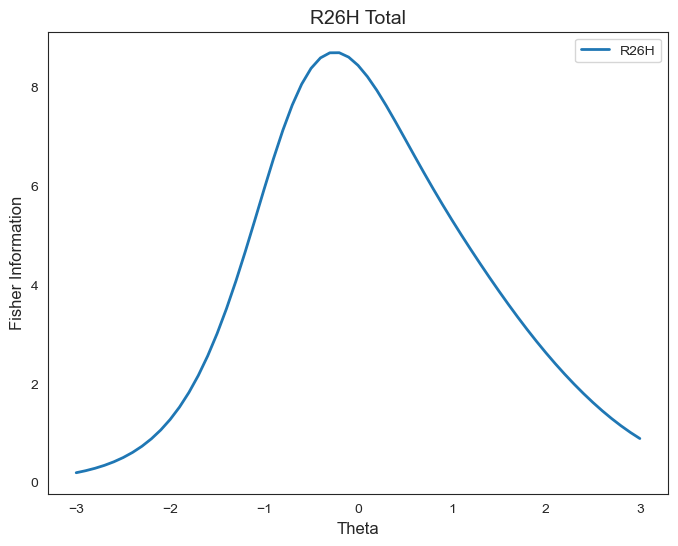 R26H Total
R26H
Fisher Information
8
6
4
2
0
−3 −2 −1 0 1 2 3
Theta